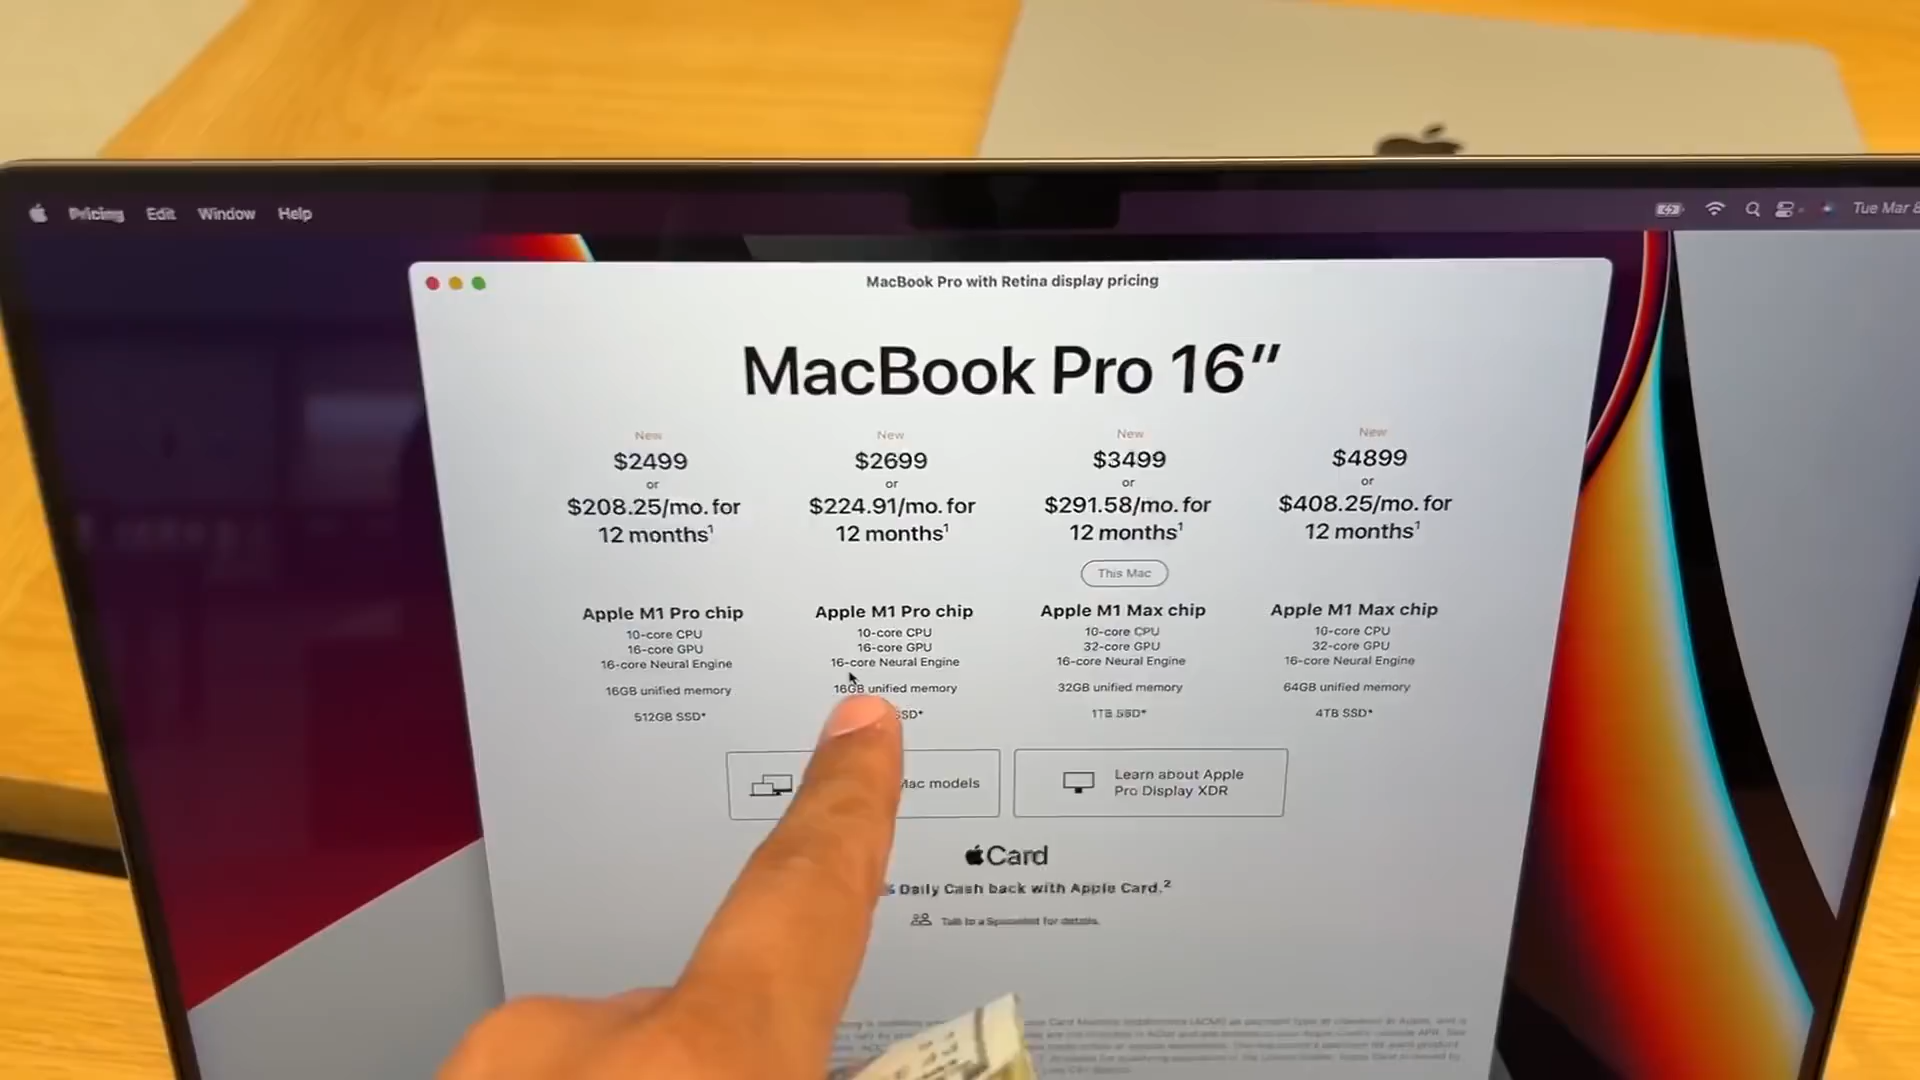 Pricing Edit Window Help
Tue Mar 8
MacBook Pro with Retina display pricing
MacBook Pro 16”
New
$2499
or
$208.25/mo. for
12 months¹
Apple M1 Pro chip
10-core CPU
16-core GPU
16-core Neural Engine
16GB unified memory
512GB SSD*
New
$2699
or
$224.91/mo. for
12 months¹
Apple M1 Pro chip
10-core CPU
16-core GPU
16-core Neural Engine
16GB unified memory
SSD*
New
$3499
or
$291.58/mo. for
12 months¹
This Mac
Apple M1 Max chip
10-core CPU
32-core GPU
16-core Neural Engine
32GB unified memory
1TB SSD*
New
$4899
or
$408.25/mo. for
12 months¹
Apple M1 Max chip
10-core CPU
32-core GPU
16-core Neural Engine
64GB unified memory
4TB SSD*
Mac models
Learn about Apple
Pro Display XDR
Card
% Daily Cash back with Apple Card.²
Talk to a Specialist for details.